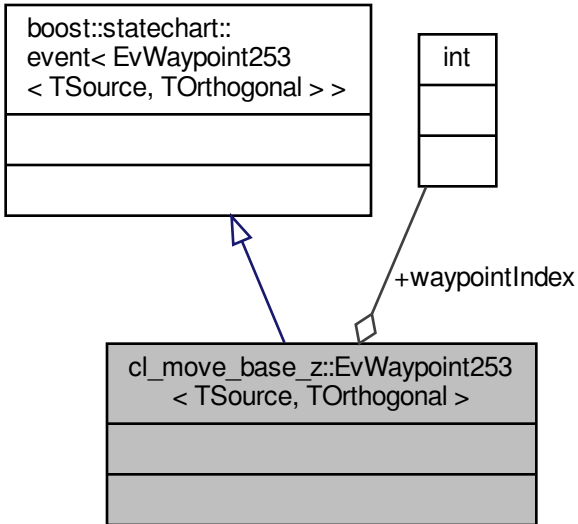 boost::statechart::
event< EvWaypoint253
< TSource, TOrthogonal > >
int
+waypointIndex
cl_move_base_z::EvWaypoint253
< TSource, TOrthogonal >